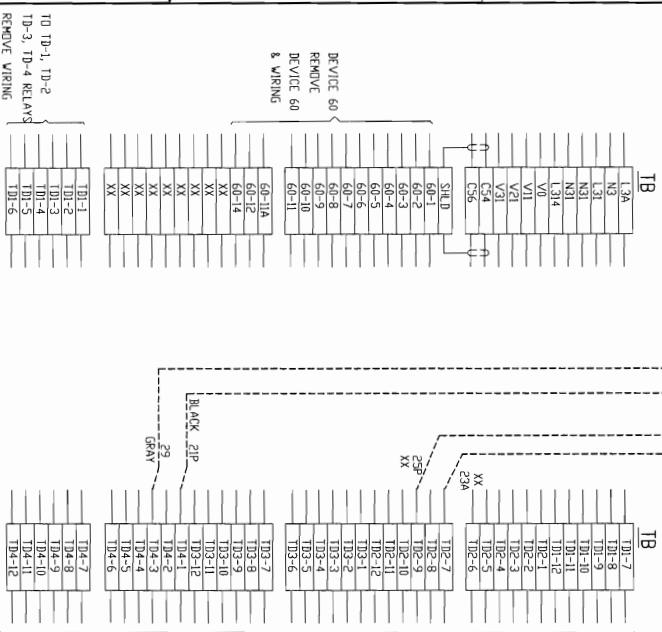 TB
L3A
N3
L31
N31
N31
L314
V0
V11
V21
V31
C54
C56
SHLD
60-1
60-2
60-3
60-4
60-5
60-6
60-7
60-8
60-9
60-10
60-11
60-11A
60-12
60-14
XX
XX
XX
XX
XX
XX
XX
XX
XX
TD1-1
TD1-2
TD1-3
TD1-4
TD1-5
TD1-6
DEVICE 60
REMOVE
DEVICE 60
& WIRING
TO TD-1, TD-2
TD-3, TD-4 RELAYS
REMOVE WIRING
TB
TD1-7
TD1-8
TD1-9
TD1-10
TD1-11
TD1-12
TD2-1
TD2-2
TD2-3
TD2-4
TD2-5
TD2-6
TD2-7
TD2-8
TD2-9
TD2-10
TD2-11
TD2-12
TD3-1
TD3-2
TD3-3
TD3-4
TD3-5
TD3-6
TD3-7
TD3-8
TD3-9
TD3-10
TD3-11
TD3-12
TD4-1
TD4-2
TD4-3
TD4-4
TD4-5
TD4-6
TD4-7
TD4-8
TD4-9
TD4-10
TD4-11
TD4-12
XX
23A
25P
XX
BLACK 21P
29
GRAY